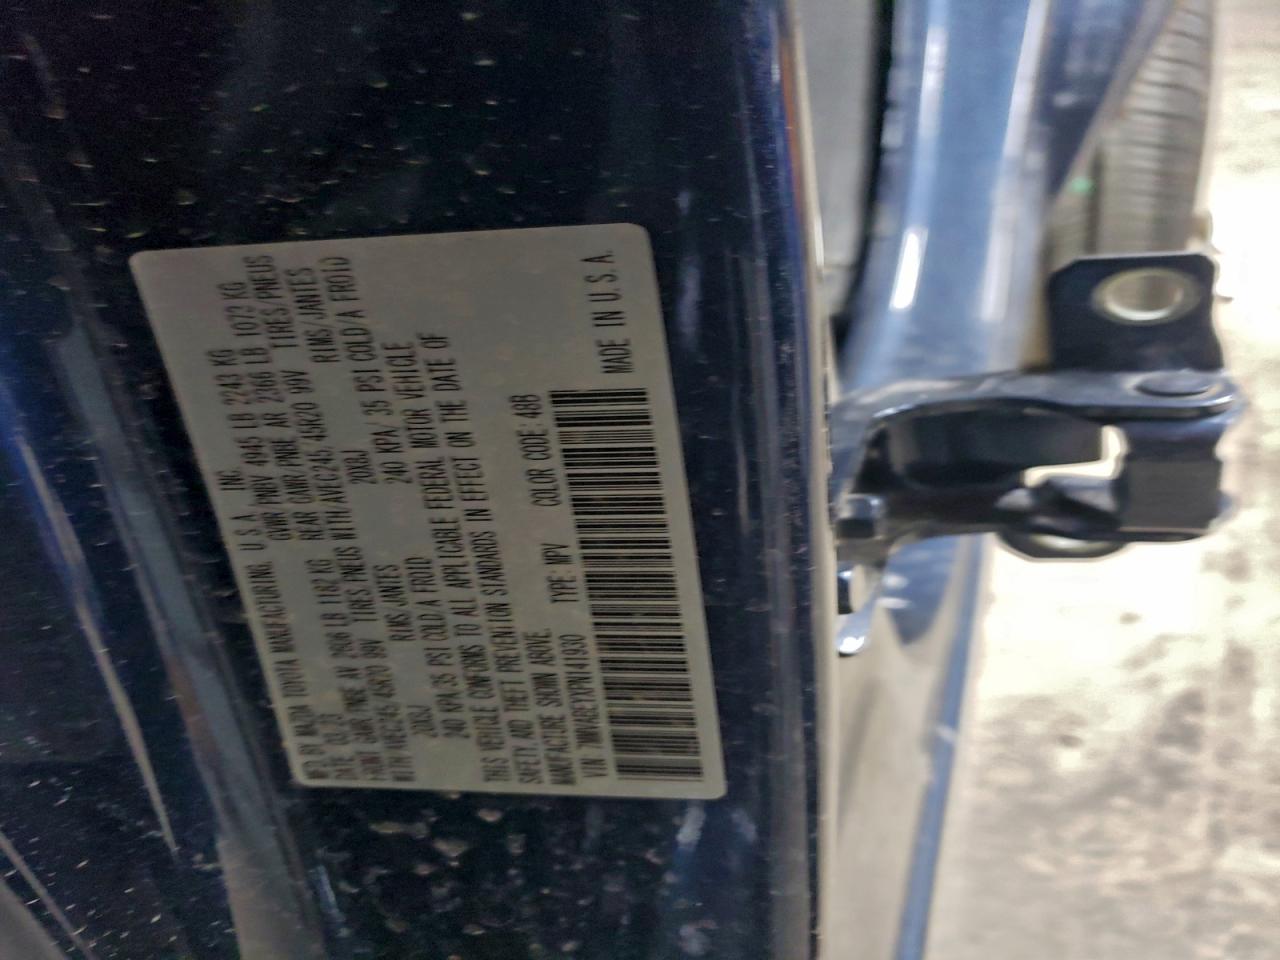 MFD. BY MAZDA TOYOTA MANUFACTURING, U.S.A., INC.
DATE GVWR/PNBV 4945 LB 2243 KG
FRONT GAWR/PNBE AV 2606 LB 1182 KG REAR GAWR/PNBE AR 2366 LB 1073 KG
WITH/AVEC245/45R20 99V TIRES/PNEUS WITH/AVEC245/45R20 99V TIRES/PNEUS
20X8J RIMS/JANTES 20X8J RIMS/JANTES
240 KPA/35 PSI COLD/A FROID 240 KPA/35 PSI COLD/A FROID
THIS VEHICLE CONFORMS TO ALL APPLICABLE FEDERAL MOTOR VEHICLE
SAFETY, AND THEFT PREVENTION STANDARDS IN EFFECT ON THE DATE OF
MANUFACTURE SHOWN ABOVE.
VIN: TYPE: MPV COLOR CODE: 48B
MADE IN U.S.A.